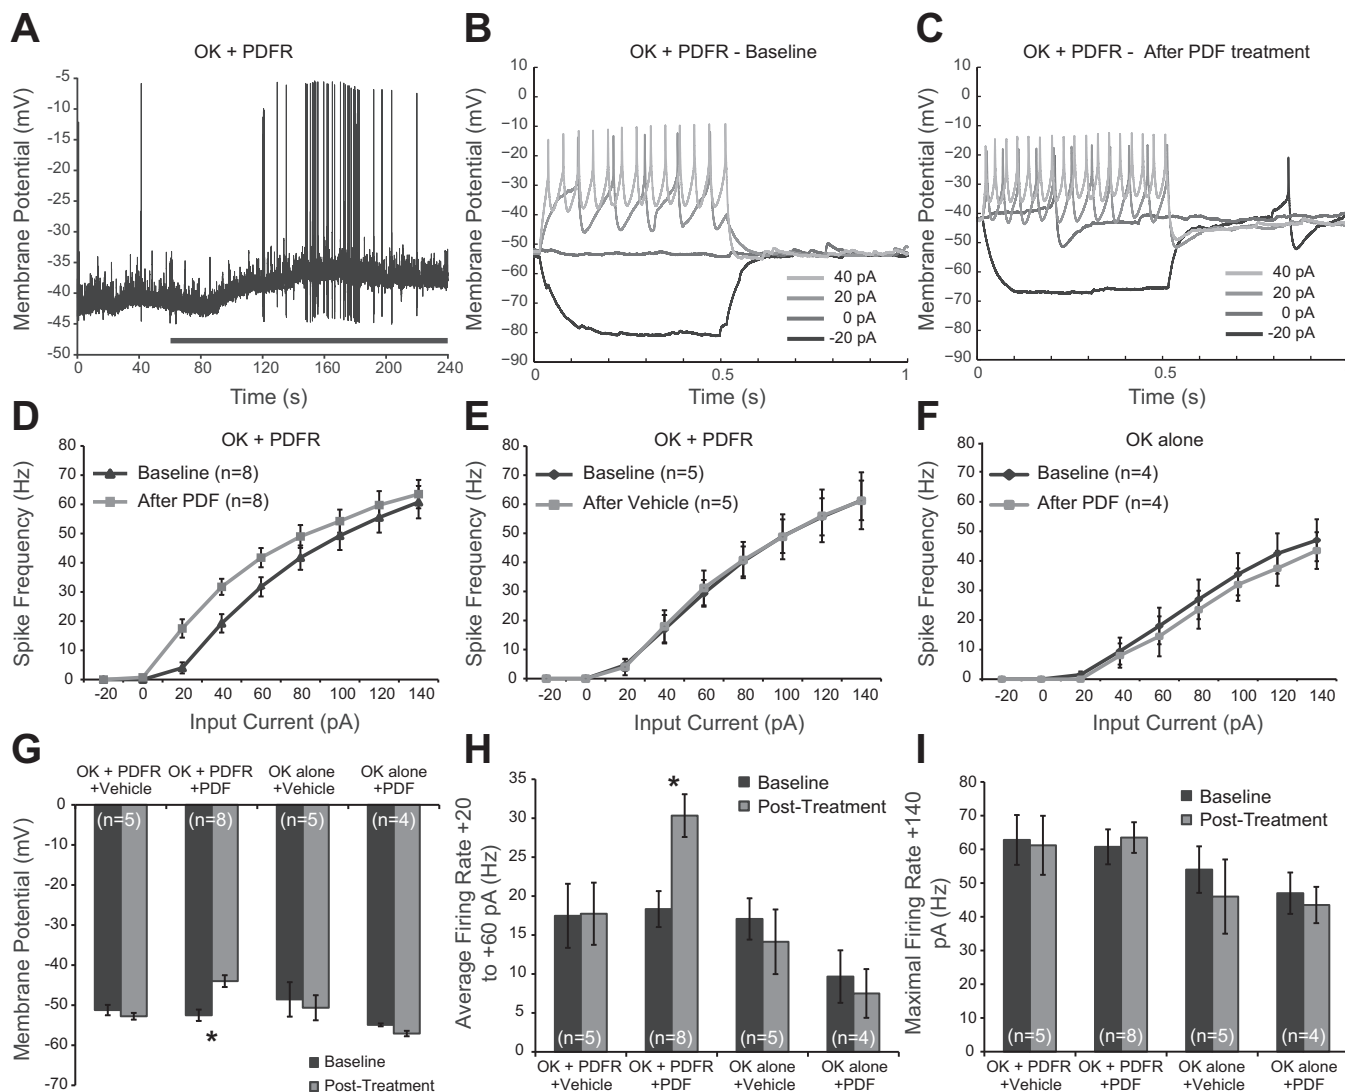 A
OK + PDFR
Membrane Potential (mV)
-5
-10
-15
-20
-25
-30
-35
-40
-45
-50
0 40 80 120 160 200 240
Time (s)
B
OK + PDFR - Baseline
Membrane Potential (mV)
10
0
−10
−20
−30
−40
−50
−60
−70
−80
−90
40 pA
20 pA
0 pA
-20 pA
0 0.5 1
Time (s)
C
OK + PDFR - After PDF treatment
Membrane Potential (mV)
10
0
−10
−20
−30
−40
−50
−60
−70
−80
−90
40 pA
20 pA
0 pA
-20 pA
0 0.5
Time (s)
D
OK + PDFR
Spike Frequency (Hz)
80
70
60
50
40
30
20
10
0
Baseline (n=8)
After PDF (n=8)
-20 0 20 40 60 80 100 120 140
Input Current (pA)
E
OK + PDFR
Spike Frequency (Hz)
80
70
60
50
40
30
20
10
0
Baseline (n=5)
After Vehicle (n=5)
-20 0 20 40 60 80 100 120 140
Input Current (pA)
F
OK alone
Spike Frequency (Hz)
80
70
60
50
40
30
20
10
0
Baseline (n=4)
After PDF (n=4)
-20 0 20 40 60 80 100 120 140
Input Current (pA)
G
OK + PDFR OK + PDFR OK alone OK alone
+Vehicle +PDF +Vehicle +PDF
Membrane Potential (mV)
0
-10
-20
-30
-40
-50
-60
-70
(n=5) (n=8) (n=5) (n=4)
*
Baseline
Post-Treatment
H
Average Firing Rate +20
to +60 pA (Hz)
35
30
25
20
15
10
5
0
*
Baseline
Post-Treatment
(n=5) (n=8) (n=5) (n=4)
OK + PDFR OK + PDFR OK alone OK alone
+Vehicle +PDF +Vehicle +PDF
I
Maximal Firing Rate +140
pA (Hz)
80
70
60
50
40
30
20
10
0
Baseline
Post-Treatment
(n=5) (n=8) (n=5) (n=4)
OK + PDFR OK + PDFR OK alone OK alone
+Vehicle +PDF +Vehicle +PDF